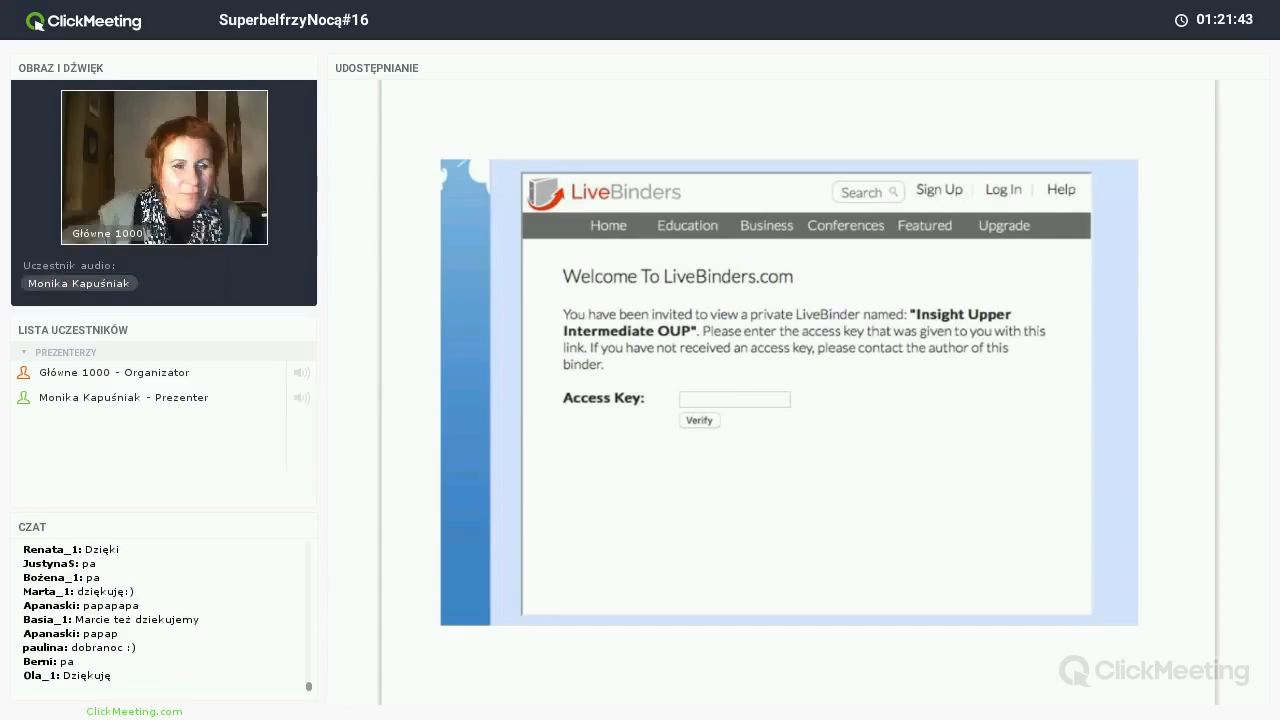 ClickMeeting
SuperbelfrzyNocą#16
01:21:43
OBRAZ I DŹWIĘK
Główne 1000
Uczestnik audio:
Monika Kapuśniak
LISTA UCZESTNIKÓW
PREZENTERZY
Główne 1000 - Organizator
Monika Kapuśniak - Prezenter
CZAT
Renata_1: Dzięki
JustynaS: pa
Bożena_1: pa
Marta_1: dziękuję:)
Apanaski: papapapa
Basia_1: Marcie też dziekujemy
Apanaski: papap
paulina: dobranoc :)
Berni: pa
Ola_1: Dziękuję
ClickMeeting.com
UDOSTĘPNIANIE
LiveBinders
Search
Sign Up
Log In
Help
Home Education Business Conferences Featured Upgrade
Welcome To LiveBinders.com
You have been invited to view a private LiveBinder named: "Insight Upper
Intermediate OUP". Please enter the access key that was given to you with this
link. If you have not received an access key, please contact the author of this
binder.
Access Key:
Verify
ClickMeeting